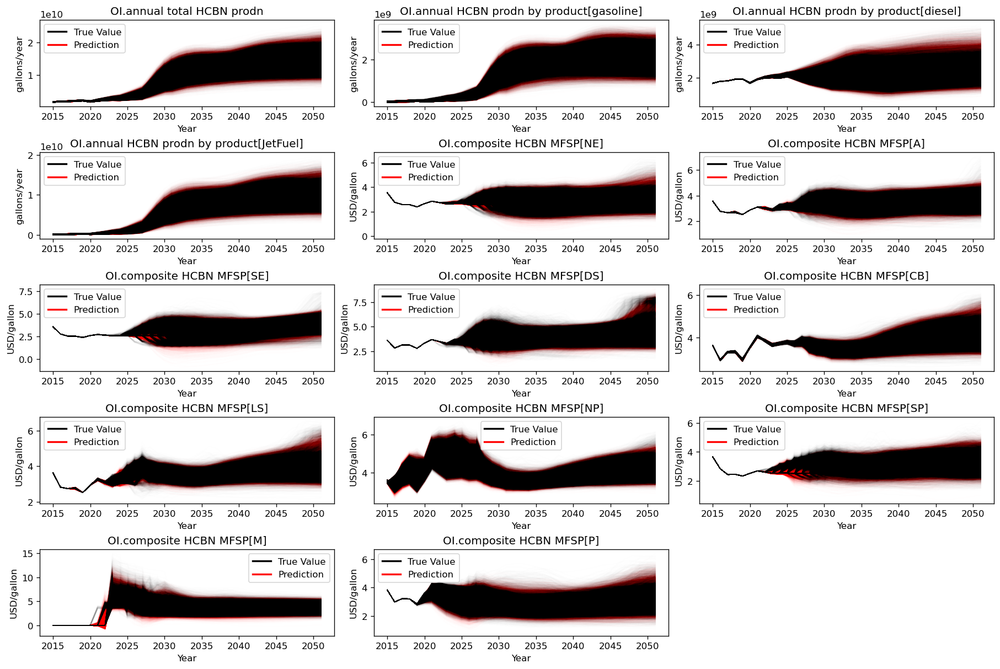 OI.annual total HCBN prodn
1e10
gallons/year
2
1
True Value
Prediction
2015 2020 2025 2030 2035 2040 2045 2050
Year
OI.annual HCBN prodn by product[gasoline]
1e9
gallons/year
2
0
True Value
Prediction
2015 2020 2025 2030 2035 2040 2045 2050
Year
OI.annual HCBN prodn by product[diesel]
1e9
gallons/year
4
2
True Value
Prediction
2015 2020 2025 2030 2035 2040 2045 2050
Year
OI.annual HCBN prodn by product[JetFuel]
1e10
gallons/year
2
1
0
True Value
Prediction
2015 2020 2025 2030 2035 2040 2045 2050
Year
OI.composite HCBN MFSP[NE]
USD/gallon
6
4
2
0
True Value
Prediction
2015 2020 2025 2030 2035 2040 2045 2050
Year
OI.composite HCBN MFSP[A]
USD/gallon
6
4
2
True Value
Prediction
2015 2020 2025 2030 2035 2040 2045 2050
Year
OI.composite HCBN MFSP[SE]
USD/gallon
7.5
5.0
2.5
0.0
True Value
Prediction
2015 2020 2025 2030 2035 2040 2045 2050
Year
OI.composite HCBN MFSP[DS]
USD/gallon
7.5
5.0
2.5
True Value
Prediction
2015 2020 2025 2030 2035 2040 2045 2050
Year
OI.composite HCBN MFSP[CB]
USD/gallon
6
4
True Value
Prediction
2015 2020 2025 2030 2035 2040 2045 2050
Year
OI.composite HCBN MFSP[LS]
USD/gallon
6
4
2
True Value
Prediction
2015 2020 2025 2030 2035 2040 2045 2050
Year
OI.composite HCBN MFSP[NP]
USD/gallon
6
4
True Value
Prediction
2015 2020 2025 2030 2035 2040 2045 2050
Year
OI.composite HCBN MFSP[SP]
USD/gallon
6
4
2
True Value
Prediction
2015 2020 2025 2030 2035 2040 2045 2050
Year
OI.composite HCBN MFSP[M]
USD/gallon
15
10
5
0
True Value
Prediction
2015 2020 2025 2030 2035 2040 2045 2050
Year
OI.composite HCBN MFSP[P]
USD/gallon
6
4
2
True Value
Prediction
2015 2020 2025 2030 2035 2040 2045 2050
Year